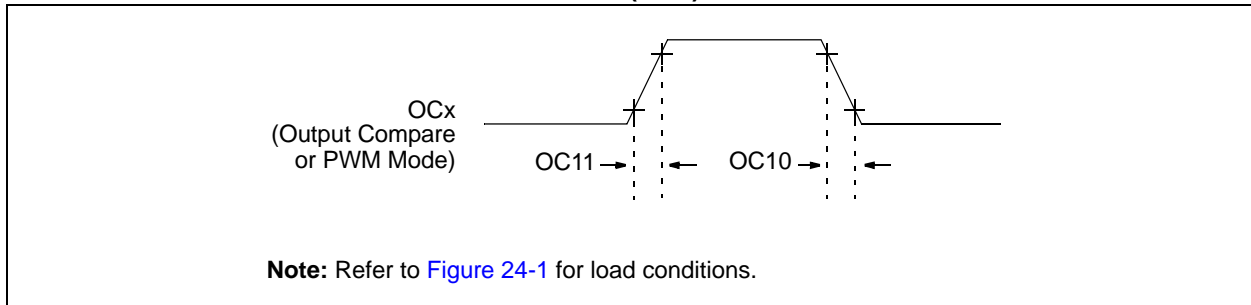 OCx
(Output Compare
or PWM Mode)
OC11
OC10
Note: Refer to Figure 24-1 for load conditions.